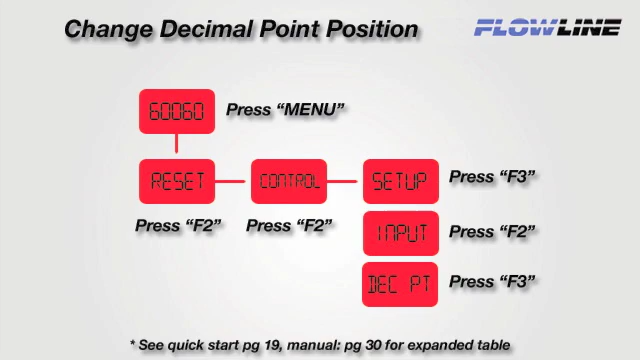 Change Decimal Point Position
FLOWLINE
60060
Press “MENU”
RESET
CONTROL
SETUP
Press “F3”
Press “F2”
Press “F2”
INPUT
Press “F2”
DEC PT
Press “F3”
* See quick start pg 19, manual: pg 30 for expanded table